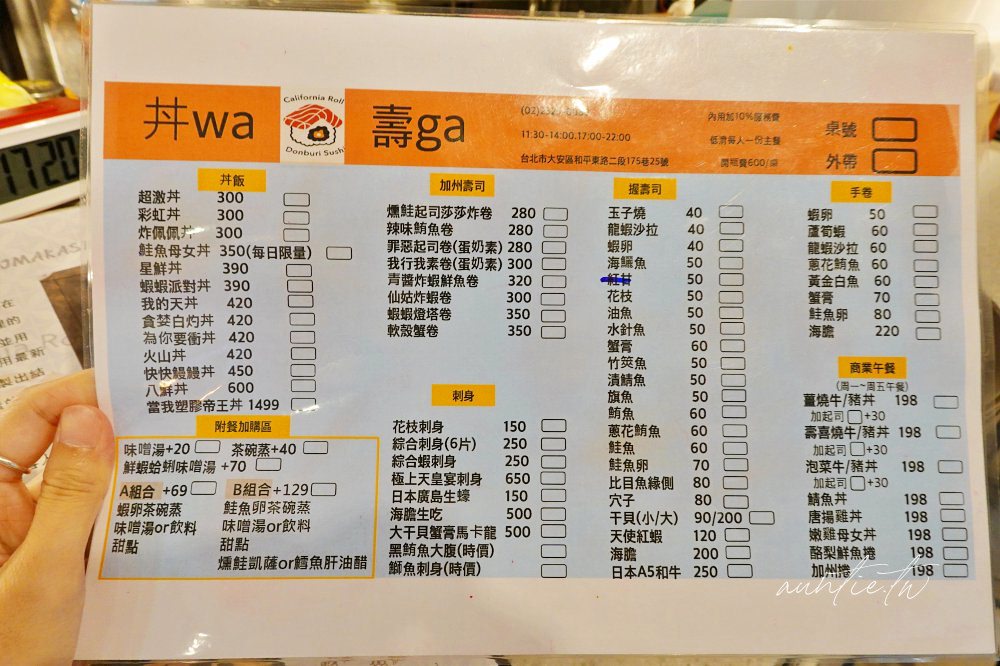 丼wa
California Roll
Donburi Sushi
壽ga
11:30-14:00.17:00-22:00
台北市大安區和平東路二段175巷25號
內用加10%服務費
低消每人一份主餐
開瓶費600/桌
桌號
外帶
丼飯
超激丼 300
彩虹丼 300
炸佩佩丼 300
鮭魚母女丼 350(每日限量)
星鮮丼 390
蝦蝦派對丼 390
我的天丼 420
貪婪白灼丼 420
為你要衝丼 420
火山丼 420
快快鰻鰻丼 450
八鮮丼 600
當我塑膠帝王丼 1499
附餐加購區
味噌湯+20 茶碗蒸+40
鮮蝦蛤蜊味噌湯 +70
A組合 +69 B組合+129
蝦卵茶碗蒸 鮭魚卵茶碗蒸
味噌湯or飲料 味噌湯or飲料
甜點 甜點
燻鮭凱薩or鱈魚肝油醋
加州壽司
燻鮭起司莎莎炸卷 280
辣味鮪魚卷 280
罪惡起司卷(蛋奶素) 280
我行我素卷(蛋奶素) 300
青醬炸蝦鮮魚卷 320
仙姑炸蝦卷 300
蝦蝦燈塔卷 350
軟殼蟹卷 350
刺身
花枝刺身 150
綜合刺身(6片) 250
綜合蝦刺身 250
極上天皇宴刺身 650
日本廣島生蠔 150
海膽生吃 500
大干貝蟹膏馬卡龍 500
黑鮪魚大腹(時價)
鰤魚刺身(時價)
握壽司
玉子燒 40
龍蝦沙拉 40
蝦卵 40
海鱺魚 50
紅甘 50
花枝 50
油魚 50
水針魚 50
蟹膏 60
竹筴魚 50
漬鯖魚 50
旗魚 50
鮪魚 60
蔥花鮪魚 60
鮭魚 60
鮭魚卵 70
比目魚緣側 80
穴子 80
干貝(小/大) 90/200
天使紅蝦 120
海膽 200
日本A5和牛 250
手卷
蝦卵 50
蘆筍蝦 60
龍蝦沙拉 60
蔥花鮪魚 60
黃金白魚 60
蟹膏 70
鮭魚卵 80
海膽 220
商業午餐
(周一~周五午餐)
薑燒牛/豬丼 198
加起司 +30
壽喜燒牛/豬丼 198
加起司 +30
泡菜牛/豬丼 198
加起司 +30
鯖魚丼 198
唐揚雞丼 198
嫩雞母女丼 198
酪梨鮮魚捲 198
加州捲 198
auntie.tw
17.20
OMAKAS